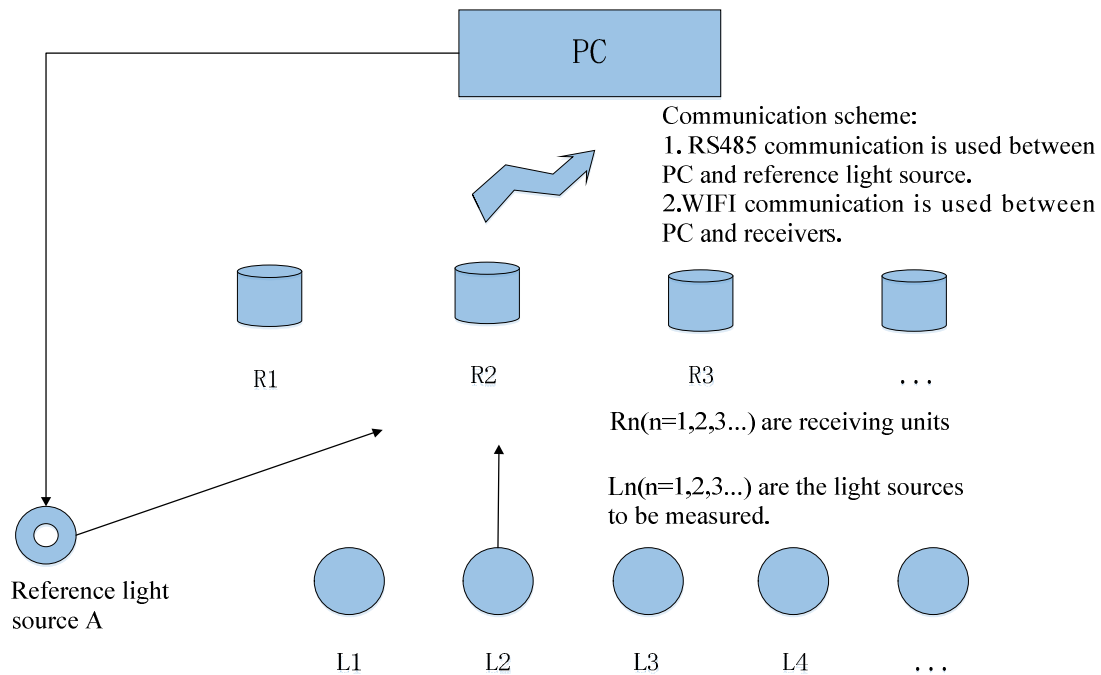 PC
Communication scheme:
1. RS485 communication is used between
PC and reference light source.
2.WIFI communication is used between
PC and receivers.
R1
R2
R3
...
Rn(n=1,2,3...) are receiving units
Ln(n=1,2,3...) are the light sources
to be measured.
Reference light
source A
L1
L2
L3
L4
...